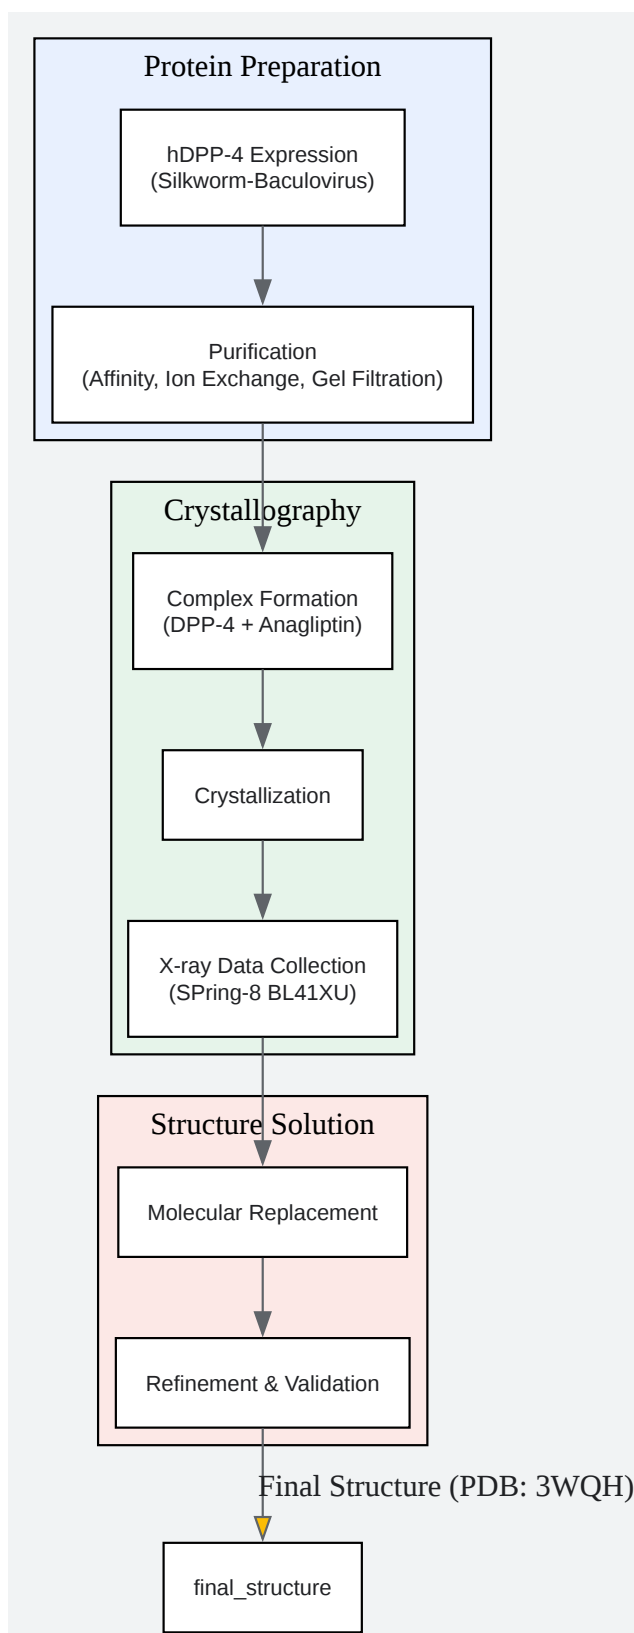 Protein Preparation
hDPP-4 Expression
(Silkworm-Baculovirus)
Purification
(Affinity, Ion Exchange, Gel Filtration)
Crystallography
Complex Formation
(DPP-4 + Anagliptin)
Crystallization
X-ray Data Collection
(SPring-8 BL41XU)
Structure Solution
Molecular Replacement
Refinement & Validation
Final Structure (PDB: 3WQH)
final_structure